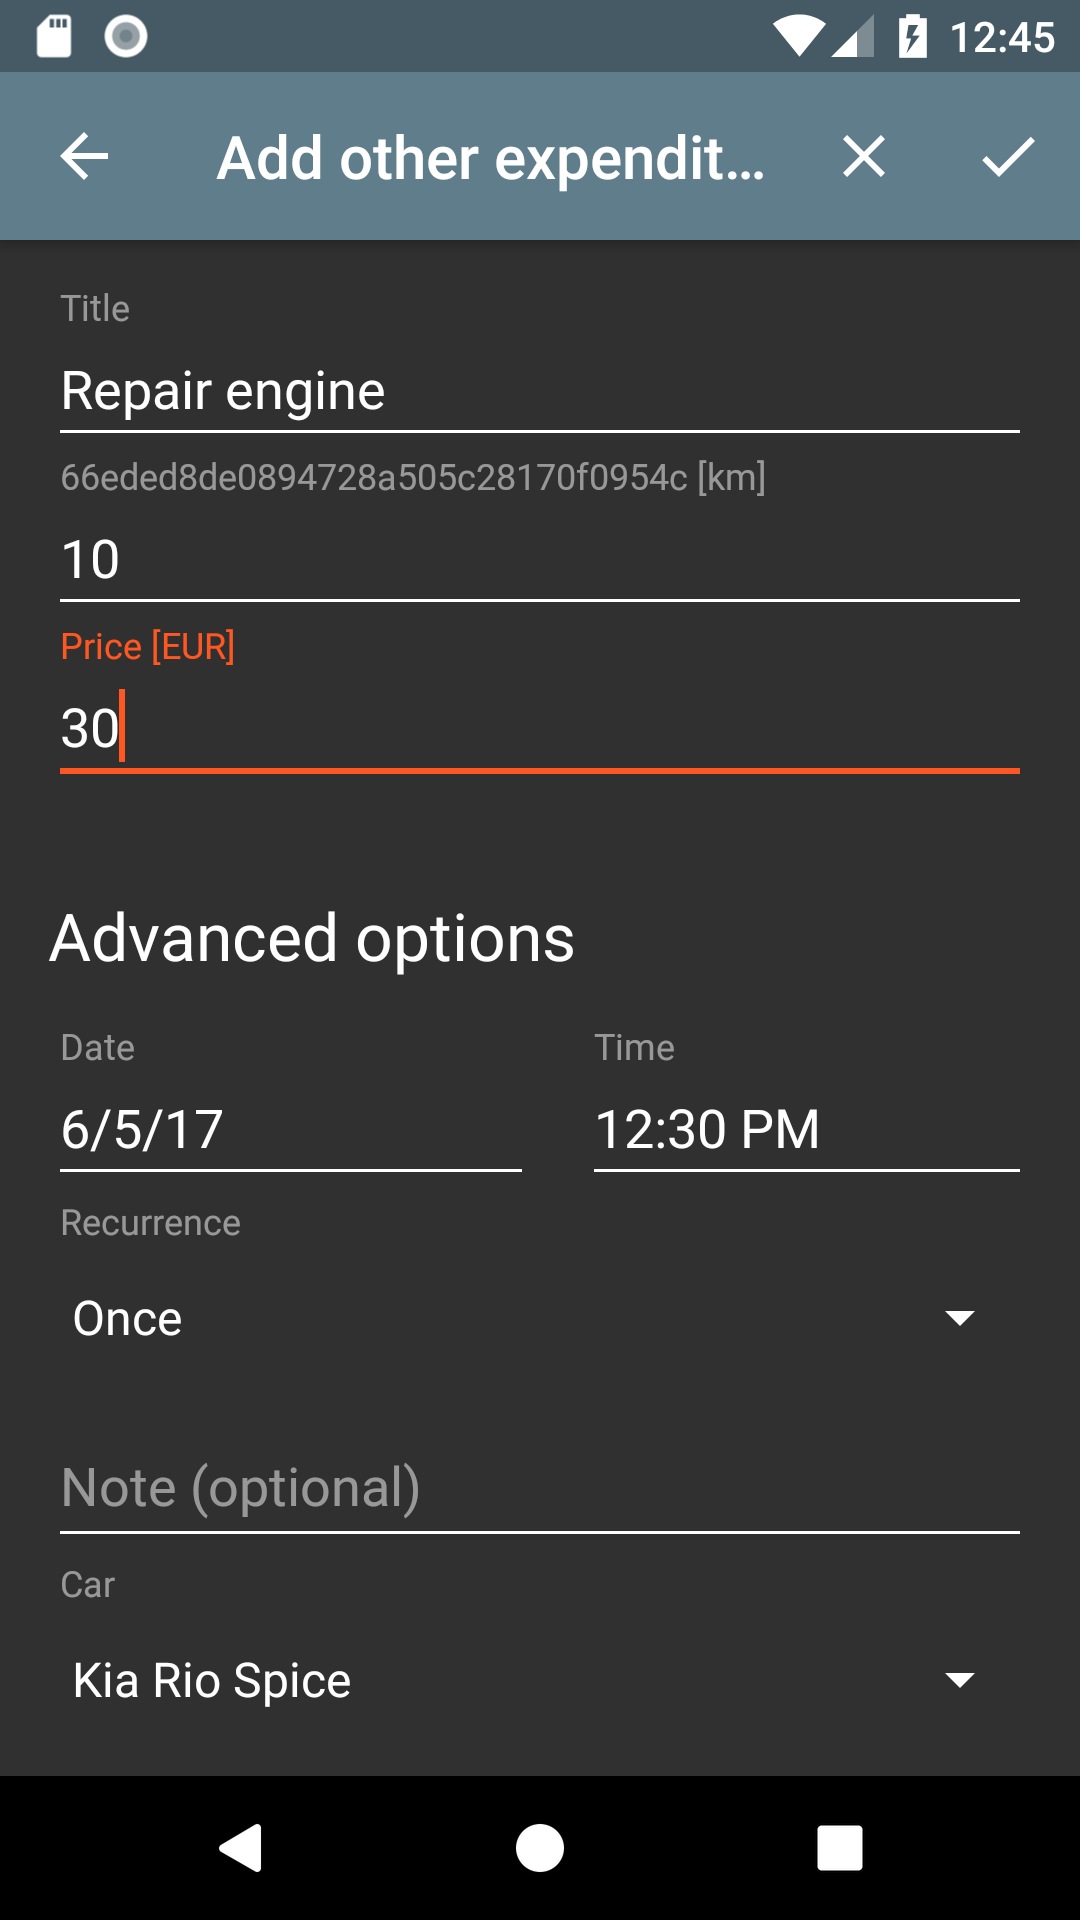 12:45
Add other expendit…
Title
Repair engine
66eded8de0894728a505c28170f0954c [km]
10
Price [EUR]
30
Advanced options
Date
Time
6/5/17
12:30 PM
Recurrence
Once
Note (optional)
Car
Kia Rio Spice